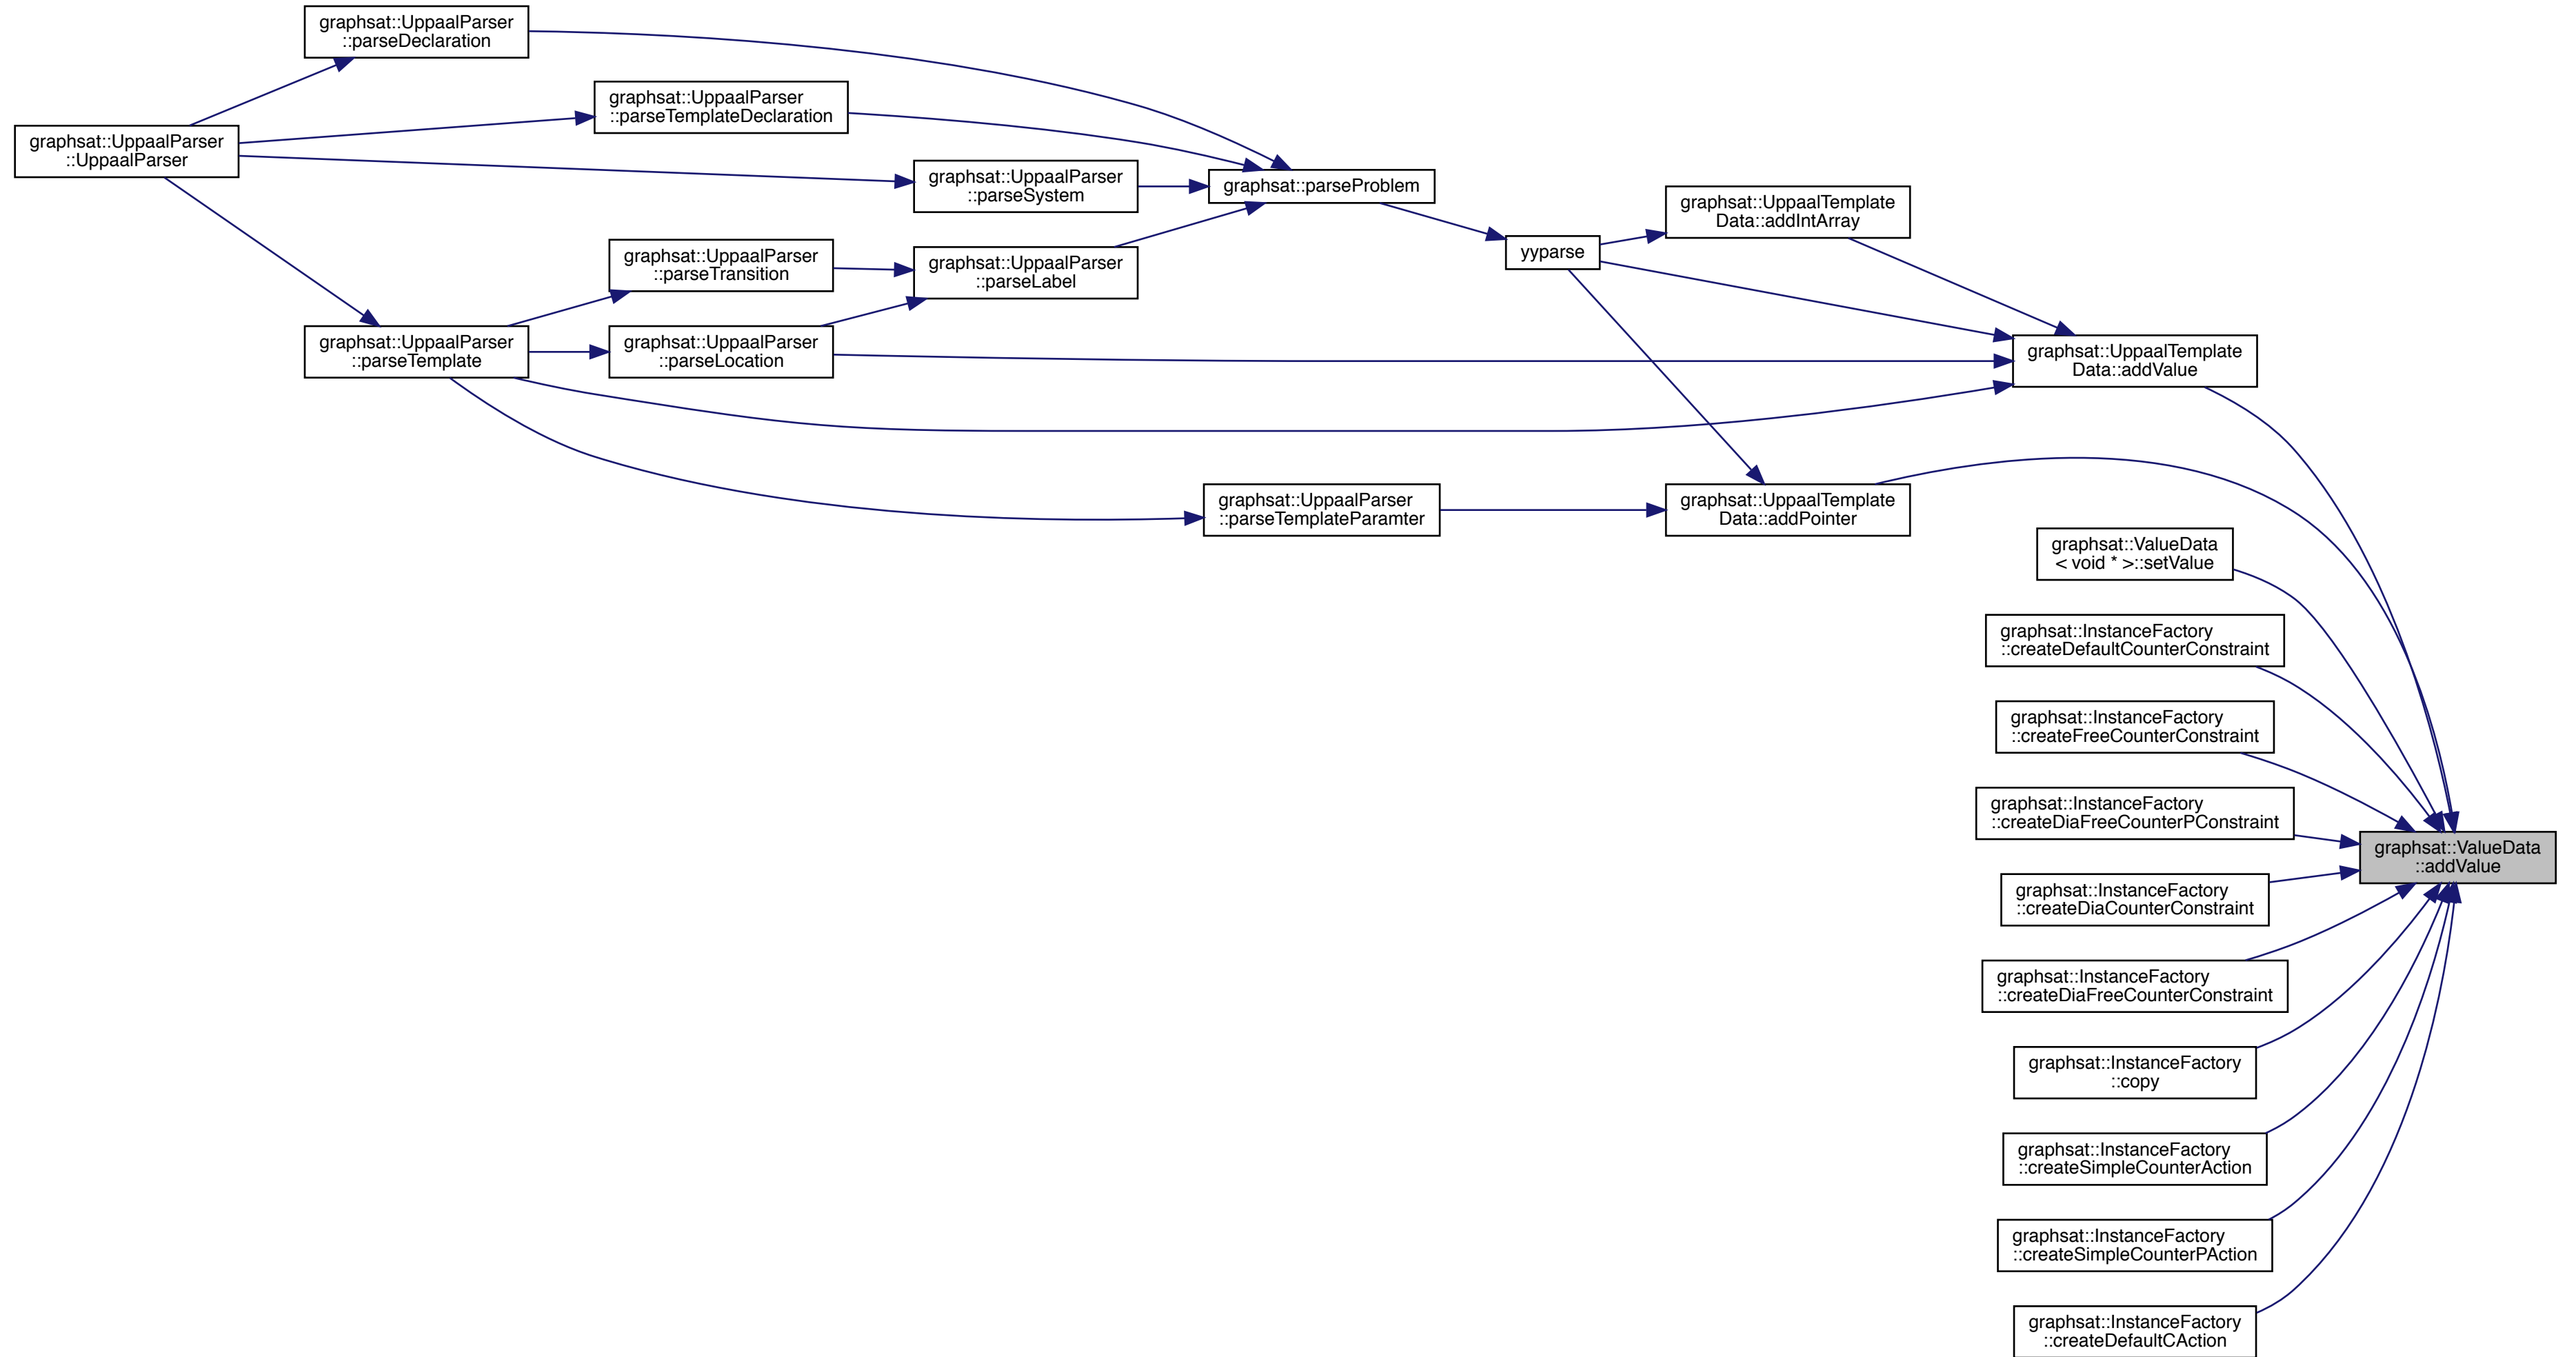 graphsat::UppaalParser
::parseDeclaration
graphsat::UppaalParser
::parseTemplateDeclaration
graphsat::UppaalParser
::UppaalParser
graphsat::UppaalParser
::parseSystem
graphsat::parseProblem
graphsat::UppaalTemplate
Data::addIntArray
graphsat::UppaalParser
::parseTransition
graphsat::UppaalParser
::parseLabel
yyparse
graphsat::UppaalParser
::parseTemplate
graphsat::UppaalParser
::parseLocation
graphsat::UppaalTemplate
Data::addValue
graphsat::UppaalParser
::parseTemplateParamter
graphsat::UppaalTemplate
Data::addPointer
graphsat::ValueData
< void * >::setValue
graphsat::InstanceFactory
::createDefaultCounterConstraint
graphsat::InstanceFactory
::createFreeCounterConstraint
graphsat::InstanceFactory
::createDiaFreeCounterPConstraint
graphsat::ValueData
::addValue
graphsat::InstanceFactory
::createDiaCounterConstraint
graphsat::InstanceFactory
::createDiaFreeCounterConstraint
graphsat::InstanceFactory
::copy
graphsat::InstanceFactory
::createSimpleCounterAction
graphsat::InstanceFactory
::createSimpleCounterPAction
graphsat::InstanceFactory
::createDefaultCAction